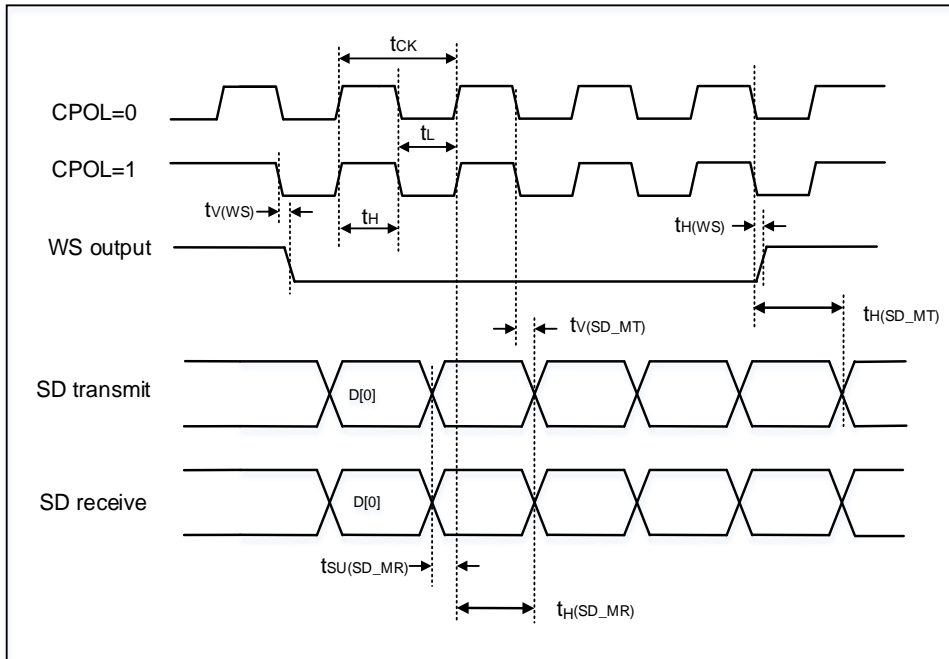 tCK
CPOL=0
tL
CPOL=1
tV(WS)
tH
tH(WS)
WS output
tV(SD_MT)
tH(SD_MT)
SD transmit
D[0]
SD receive
D[0]
tSU(SD_MR)
tH(SD_MR)